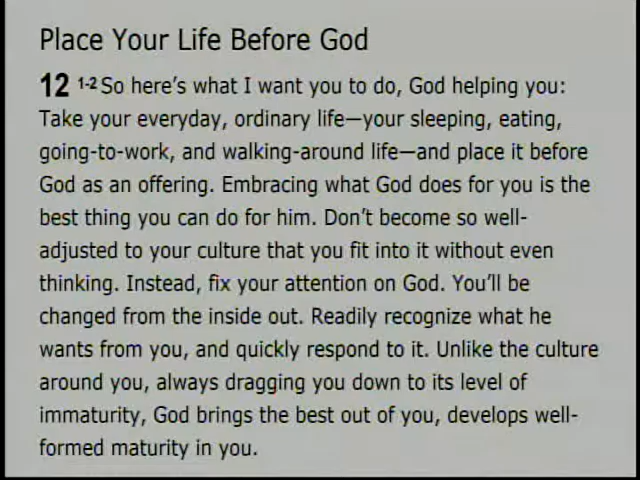 Place Your Life Before God
12 1-2 So here's what I want you to do, God helping you:
Take your everyday, ordinary life—your sleeping, eating,
going-to-work, and walking-around life—and place it before
God as an offering. Embracing what God does for you is the
best thing you can do for him. Don't become so well-
adjusted to your culture that you fit into it without even
thinking. Instead, fix your attention on God. You'll be
changed from the inside out. Readily recognize what he
wants from you, and quickly respond to it. Unlike the culture
around you, always dragging you down to its level of
immaturity, God brings the best out of you, develops well-
formed maturity in you.